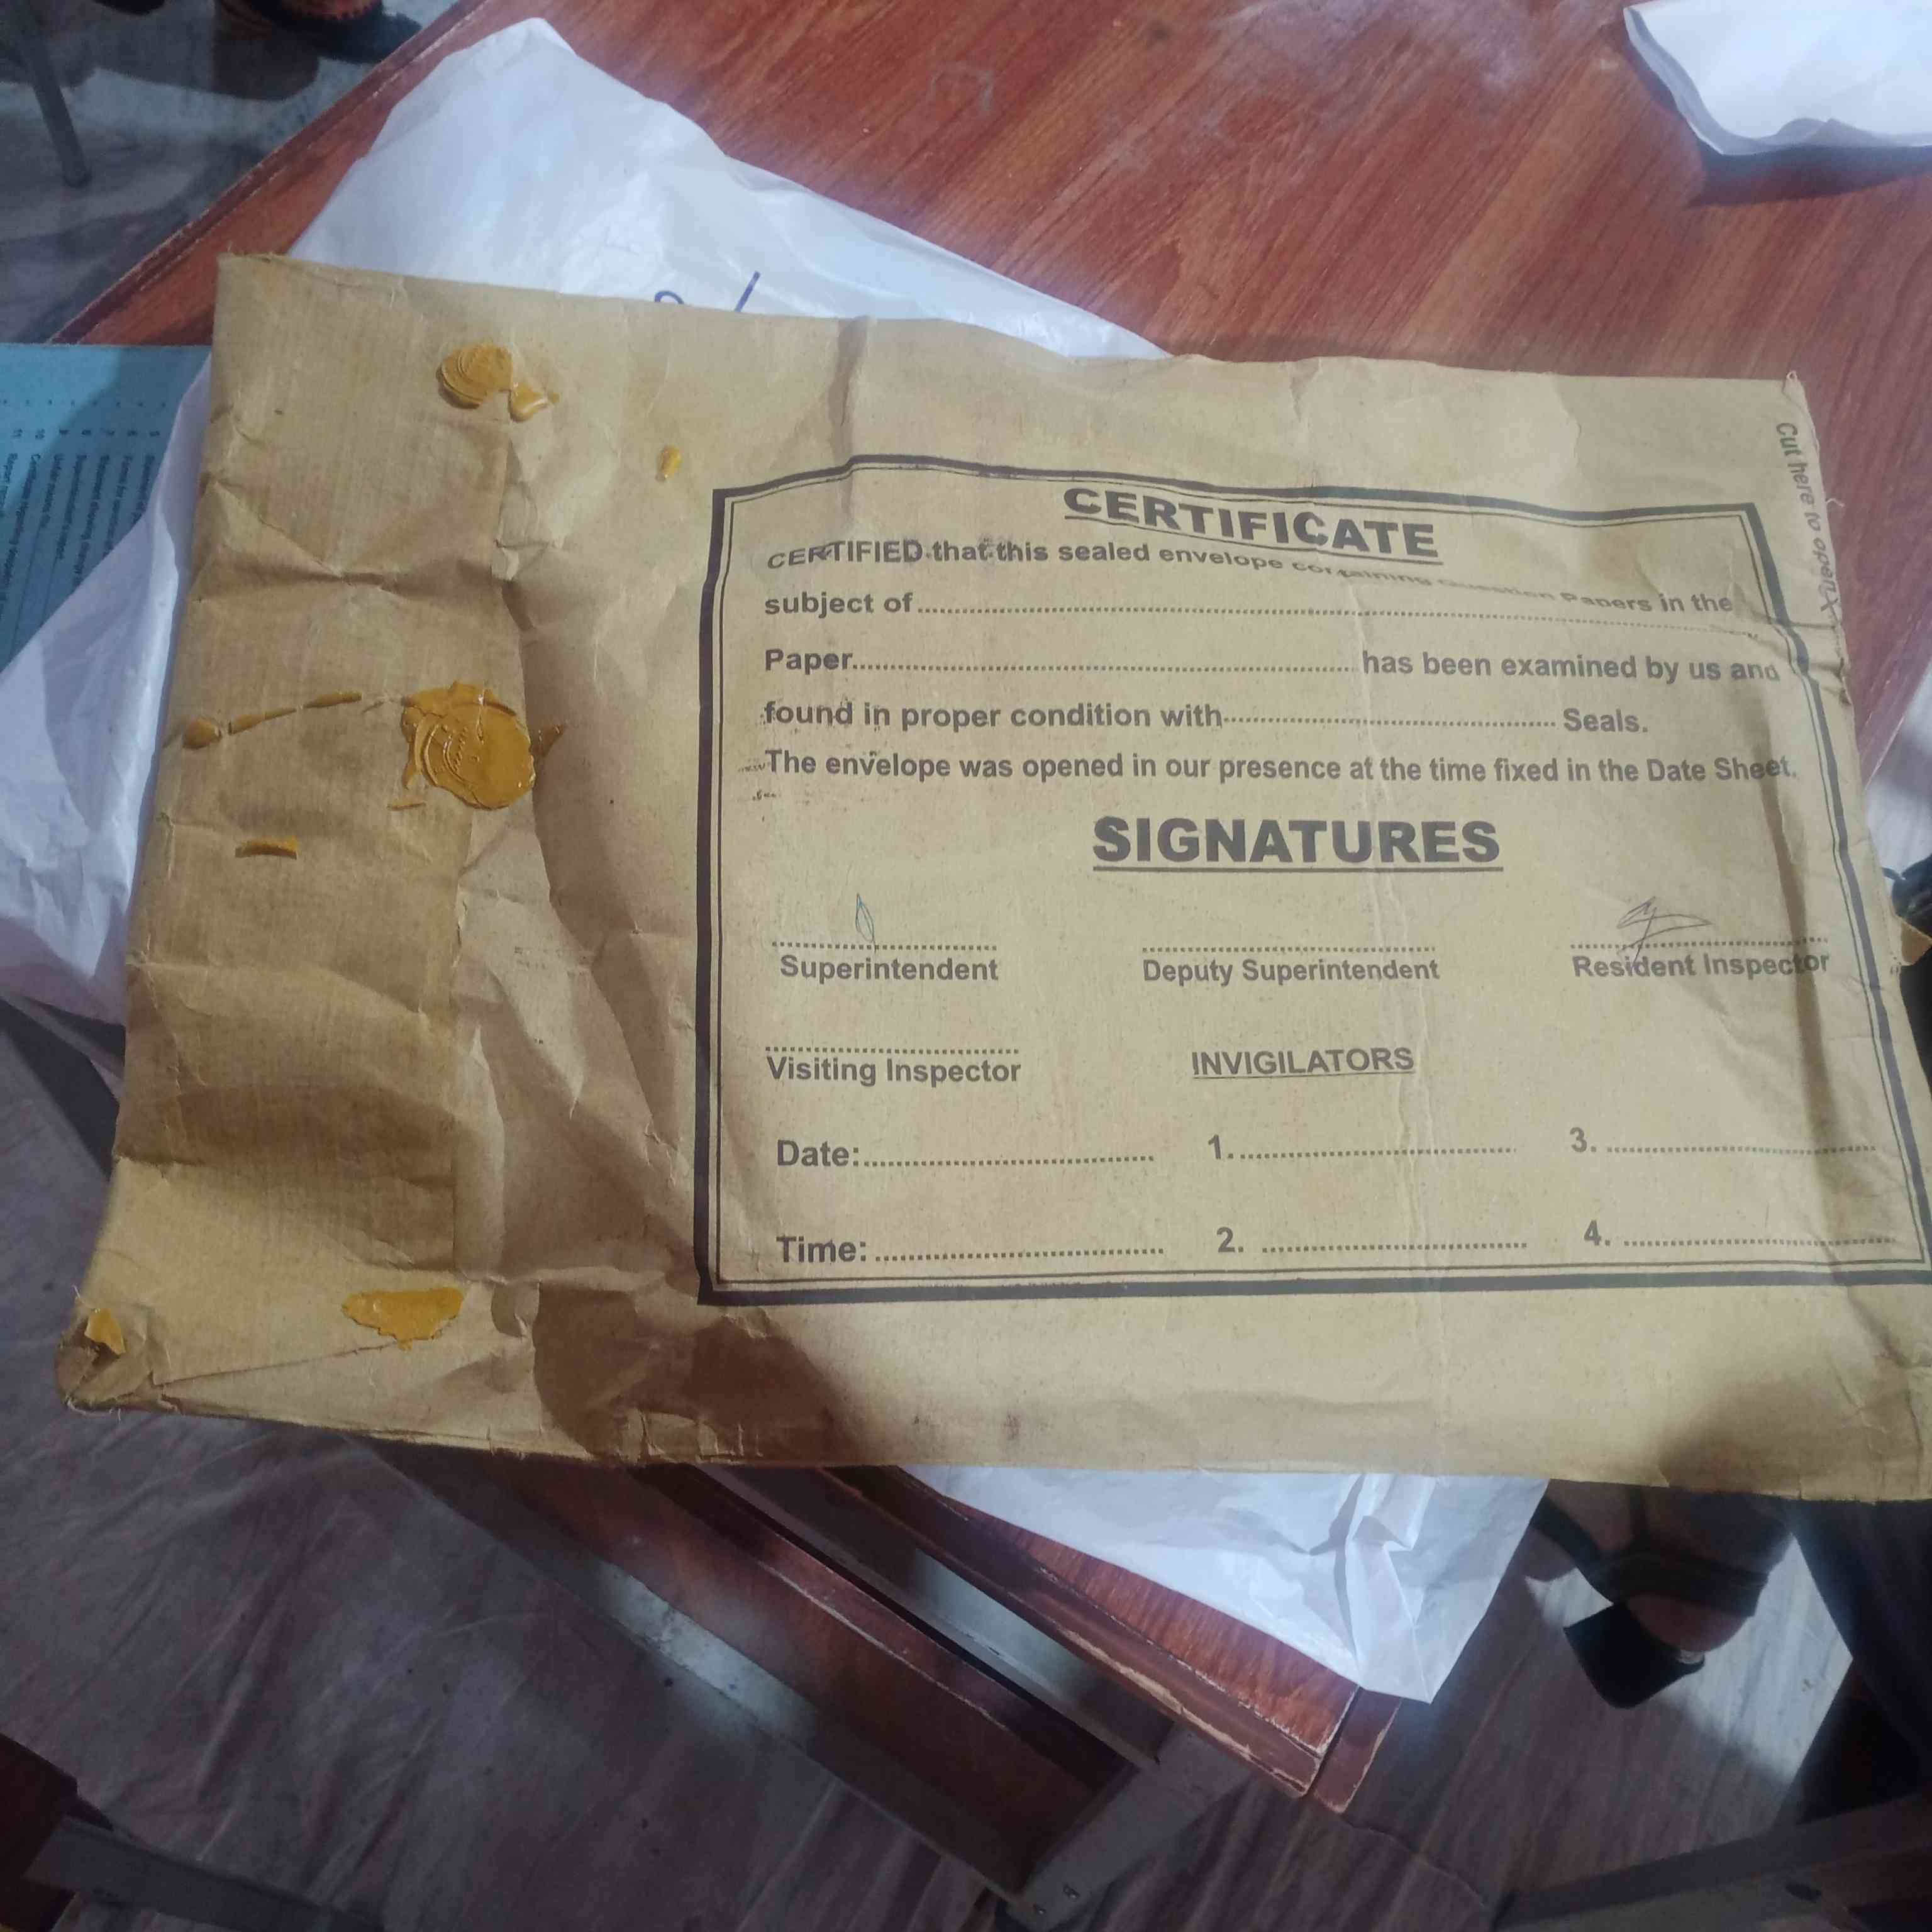 Cut here to open
CERTIFICATE
CERTIFIED that this sealed envelope containing Question Papers in the
subject of..........
Paper.......... has been examined by us and
found in proper condition with.......... Seals.
The envelope was opened in our presence at the time fixed in the Date Sheet.
SIGNATURES
Superintendent Deputy Superintendent Resident Inspector
Visiting Inspector INVIGILATORS
Date:.......... 1. .......... 3. ..........
Time: .......... 2. .......... 4. ..........